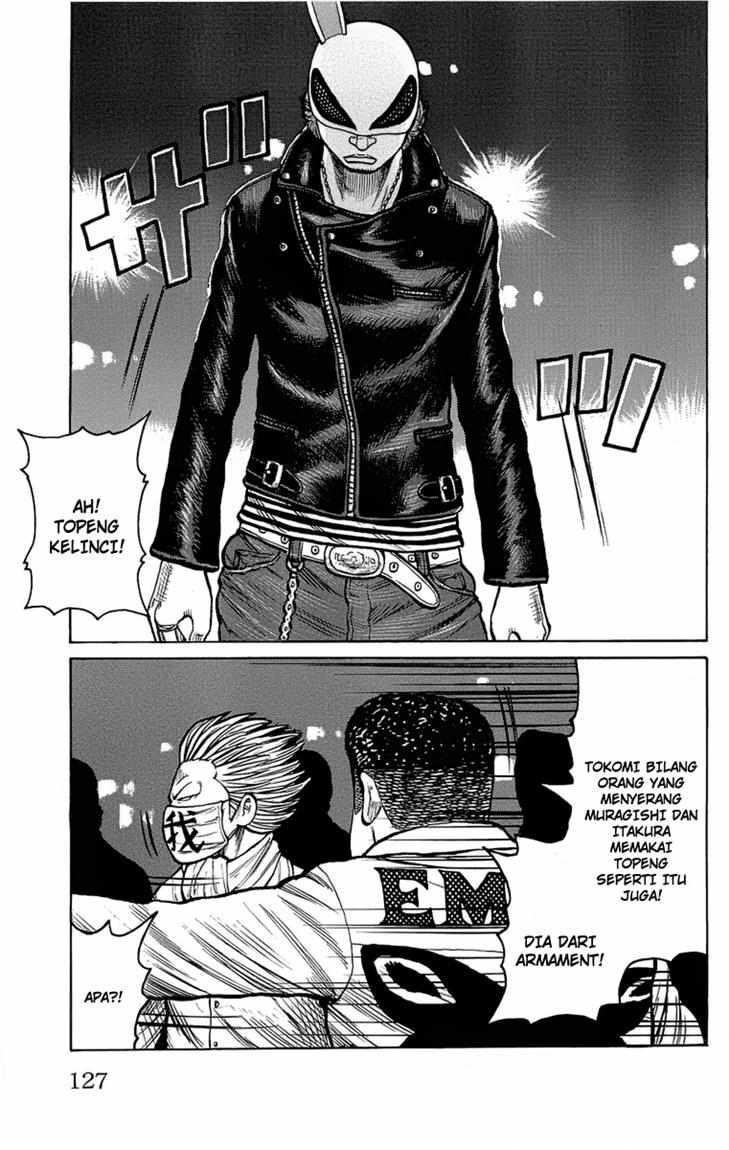 ザッ
AH!
TOPENG
KELINCI!
TOKOMI BILANG
ORANG YANG
MENYERANG
MURAGISHI DAN
ITAKURA
MEMAKAI
TOPENG
SEPERTI ITU
JUGA!
DIA DARI
ARMAMENT!
我
EM
APA?!
127